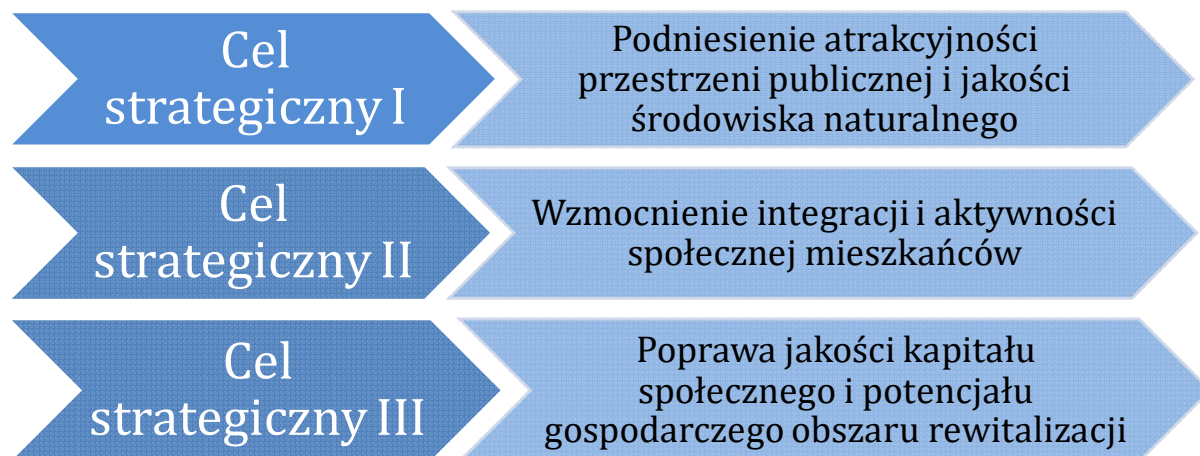 Cel
strategiczny I
Podniesienie atrakcyjności
przestrzeni publicznej i jakości
środowiska naturalnego
Cel
strategiczny II
Wzmocnienie integracji i aktywności
społecznej mieszkańców
Cel
strategiczny III
Poprawa jakości kapitału
społecznego i potencjału
gospodarczego obszaru rewitalizacji